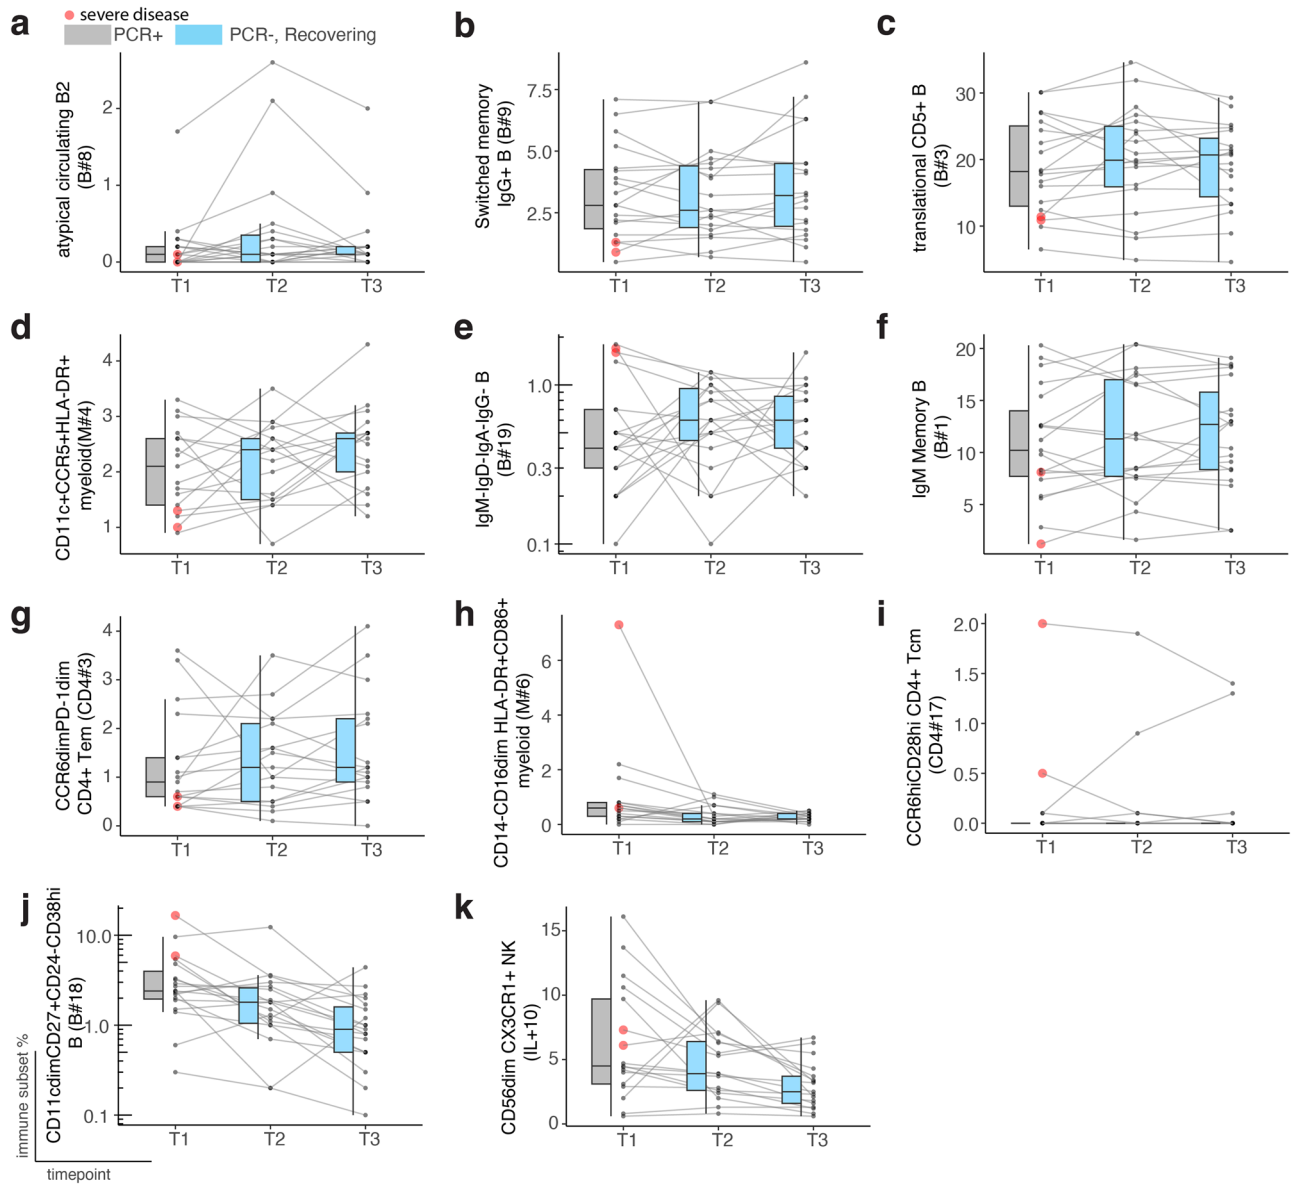 a
severe disease
PCR+ PCR-, Recovering
atypical circulating B2
(B#8)
2
1
0
T1 T2 T3
b
Switched memory
IgG+ B (B#9)
7.5
5.0
2.5
T1 T2 T3
c
translational CD5+ B
(B#3)
30
20
10
T1 T2 T3
d
CD11c+CCR5+HLA-DR+
myeloid(M#4)
4
3
2
1
T1 T2 T3
e
IgM-IgD-IgA-IgG- B
(B#19)
1.0
0.3
0.1
T1 T2 T3
f
IgM Memory B
(B#1)
20
15
10
5
T1 T2 T3
g
CCR6dimPD-1dim
CD4+ Tem (CD4#3)
4
3
2
1
0
T1 T2 T3
h
CD14-CD16dim HLA-DR+CD86+
myeloid (M#6)
6
4
2
0
T1 T2 T3
i
CCR6hiCD28hi CD4+ Tcm
(CD4#17)
2.0
1.5
1.0
0.5
0.0
T1 T2 T3
j
CD11cdimCD27+CD24-CD38hi
B (B#18)
10.0
1.0
0.1
T1 T2 T3
immune subset %
timepoint
k
CD56dim CX3CR1+ NK
(IL+10)
15
10
5
0
T1 T2 T3